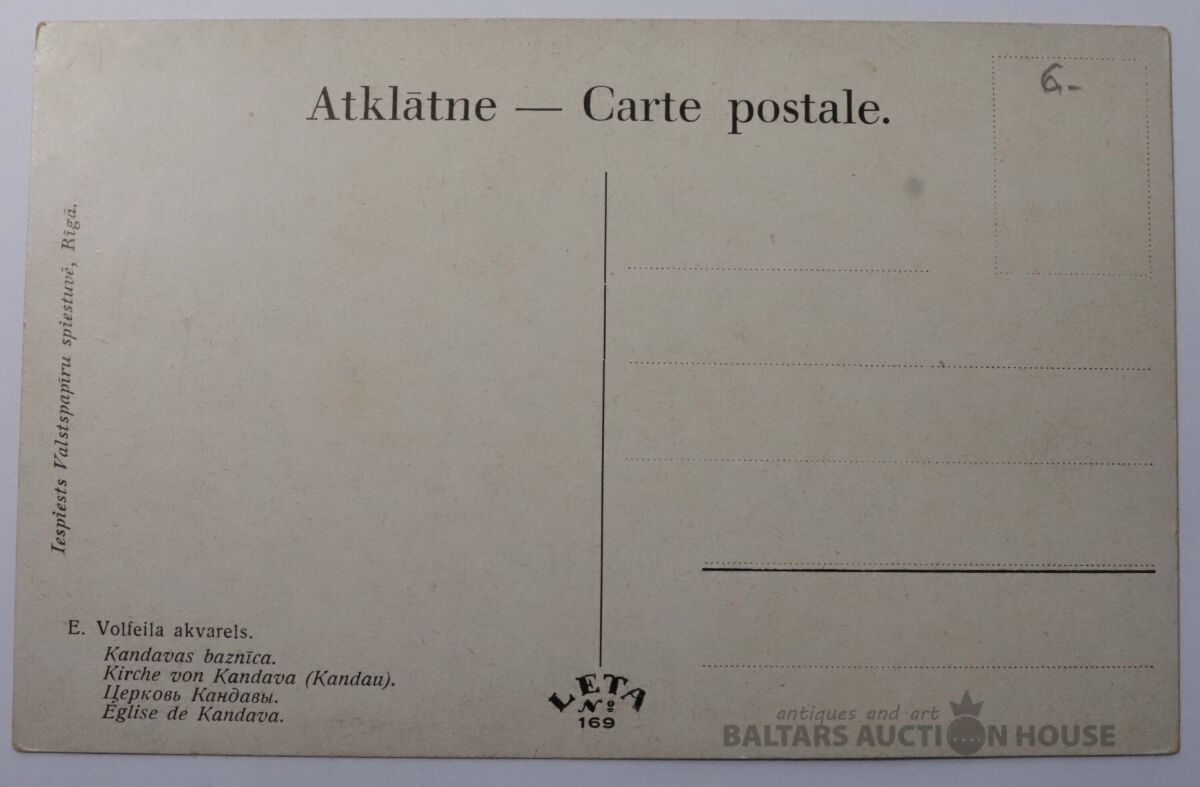 Atklātne — Carte postale.
6.-
Iespiests Valstspapīru spiestuvē, Rīgā.
E. Volfeila akvarels.
Kandavas baznīca.
Kirche von Kandava (Kandau).
Церковь Кандавы.
Église de Kandava.
LETA
№
169
antiques and art
BALTARS AUCTION HOUSE